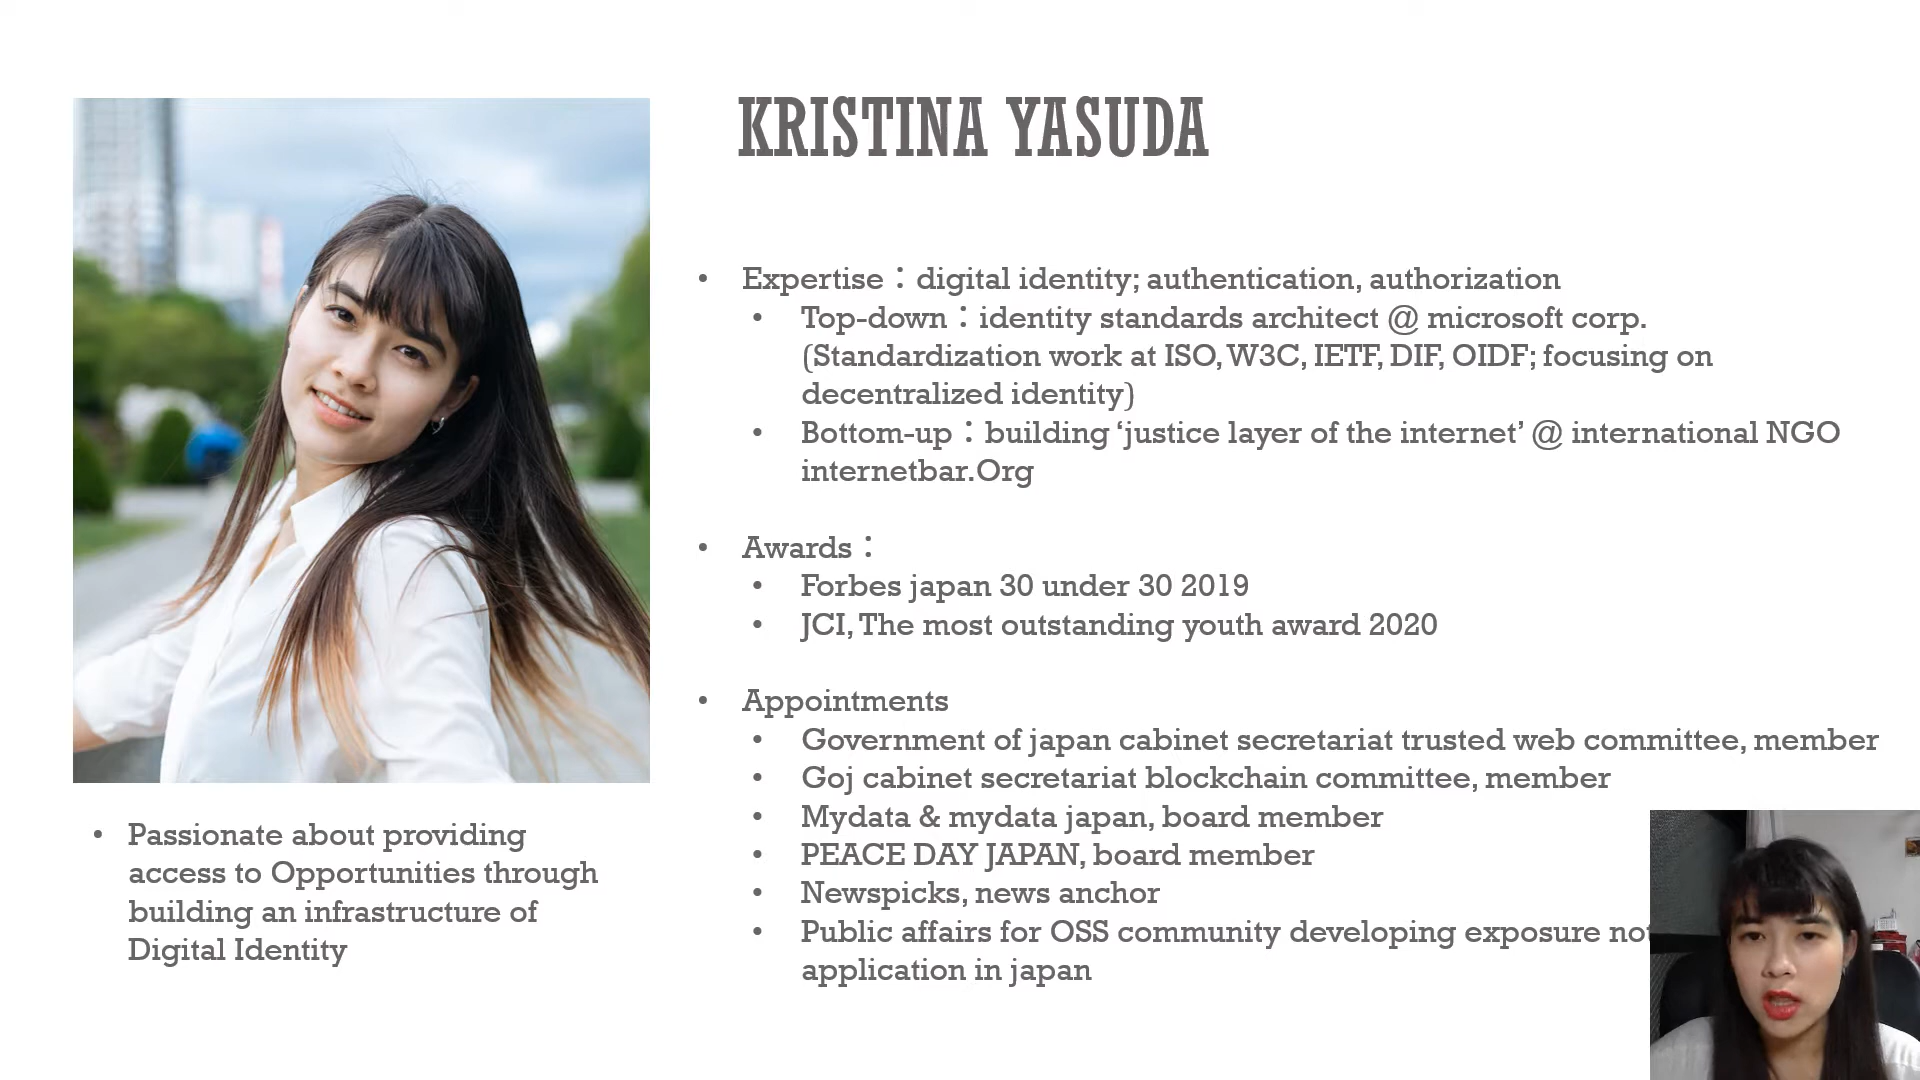 KRISTINA YASUDA
• Expertise：digital identity; authentication, authorization
• Top-down：identity standards architect @ microsoft corp.
(Standardization work at ISO, W3C, IETF, DIF, OIDF; focusing on
decentralized identity)
• Bottom-up：building ‘justice layer of the internet’ @ international NGO
internetbar.Org
• Awards：
• Forbes japan 30 under 30 2019
• JCI, The most outstanding youth award 2020
• Appointments
• Government of japan cabinet secretariat trusted web committee, member
• Goj cabinet secretariat blockchain committee, member
• Mydata & mydata japan, board member
• PEACE DAY JAPAN, board member
• Newspicks, news anchor
• Public affairs for OSS community developing exposure
application in japan
• Passionate about providing
access to Opportunities through
building an infrastructure of
Digital Identity